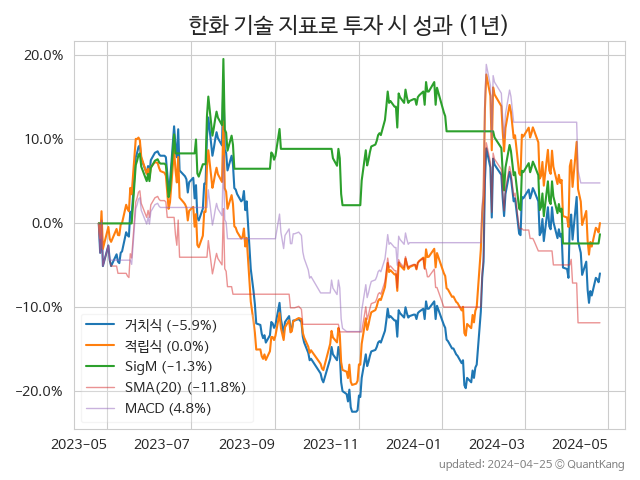 한화 기술 지표로 투자 시 성과 (1년)
20.0%
10.0%
0.0%
−10.0%
−20.0%
거치식 (−5.9%)
적립식 (0.0%)
SigM (−1.3%)
SMA(20) (−11.8%)
MACD (4.8%)
2023-05 2023-07 2023-09 2023-11 2024-01 2024-03 2024-05
updated: 2024-04-25 © QuantKang